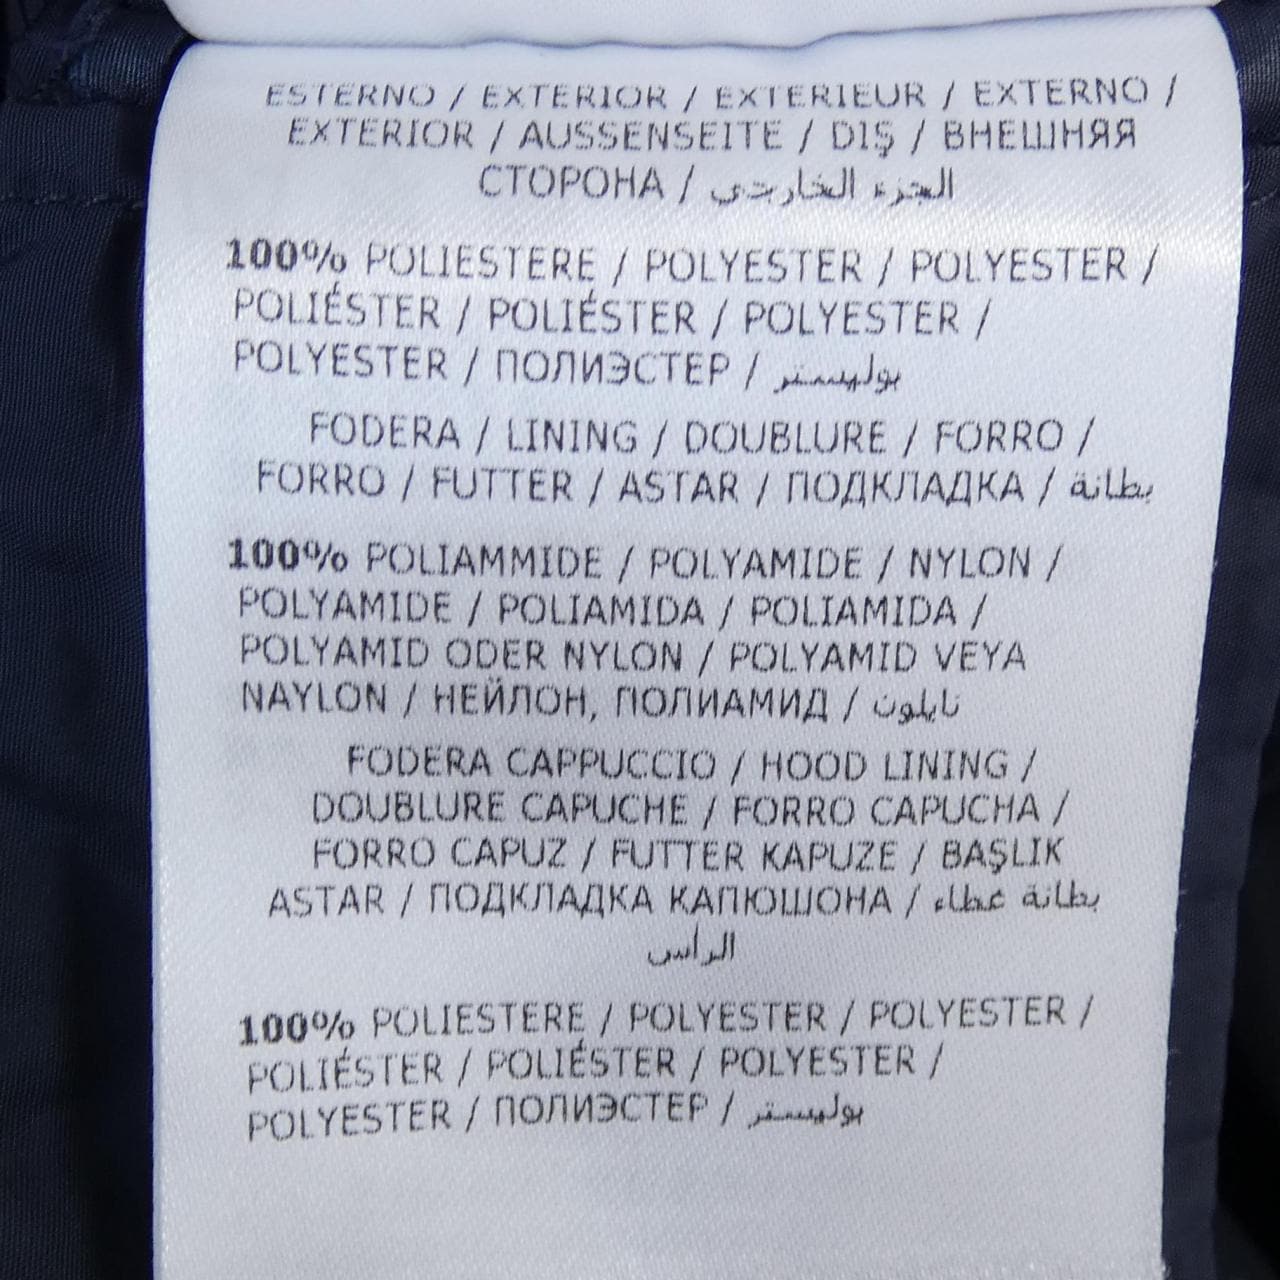 ESTERNO / EXTERIOR / EXTERIEUR / EXTERNO /
EXTERIOR / AUSSENSEITE / DIŞ / ВНЕШНЯЯ
СТОРОНА / الجزء الخارجي
100% POLIESTERE / POLYESTER / POLYESTER /
POLIÉSTER / POLIÉSTER / POLYESTER /
POLYESTER / ПОЛИЭСТЕР / بوليستر
FODERA / LINING / DOUBLURE / FORRO /
FORRO / FUTTER / ASTAR / ПОДКЛАДКА / بطانة
100% POLIAMMIDE / POLYAMIDE / NYLON /
POLYAMIDE / POLIAMIDA / POLIAMIDA /
POLYAMID ODER NYLON / POLYAMID VEYA
NAYLON / НЕЙЛОН, ПОЛИАМИД / نايلون
FODERA CAPPUCCIO / HOOD LINING /
DOUBLURE CAPUCHE / FORRO CAPUCHA /
FORRO CAPUZ / FUTTER KAPUZE / BAŞLIK
ASTAR / ПОДКЛАДКА КАПЮШОНА / بطانة غطاء
الرأس
100% POLIESTERE / POLYESTER / POLYESTER /
POLIÉSTER / POLIÉSTER / POLYESTER /
POLYESTER / ПОЛИЭСТЕР / بوليستر